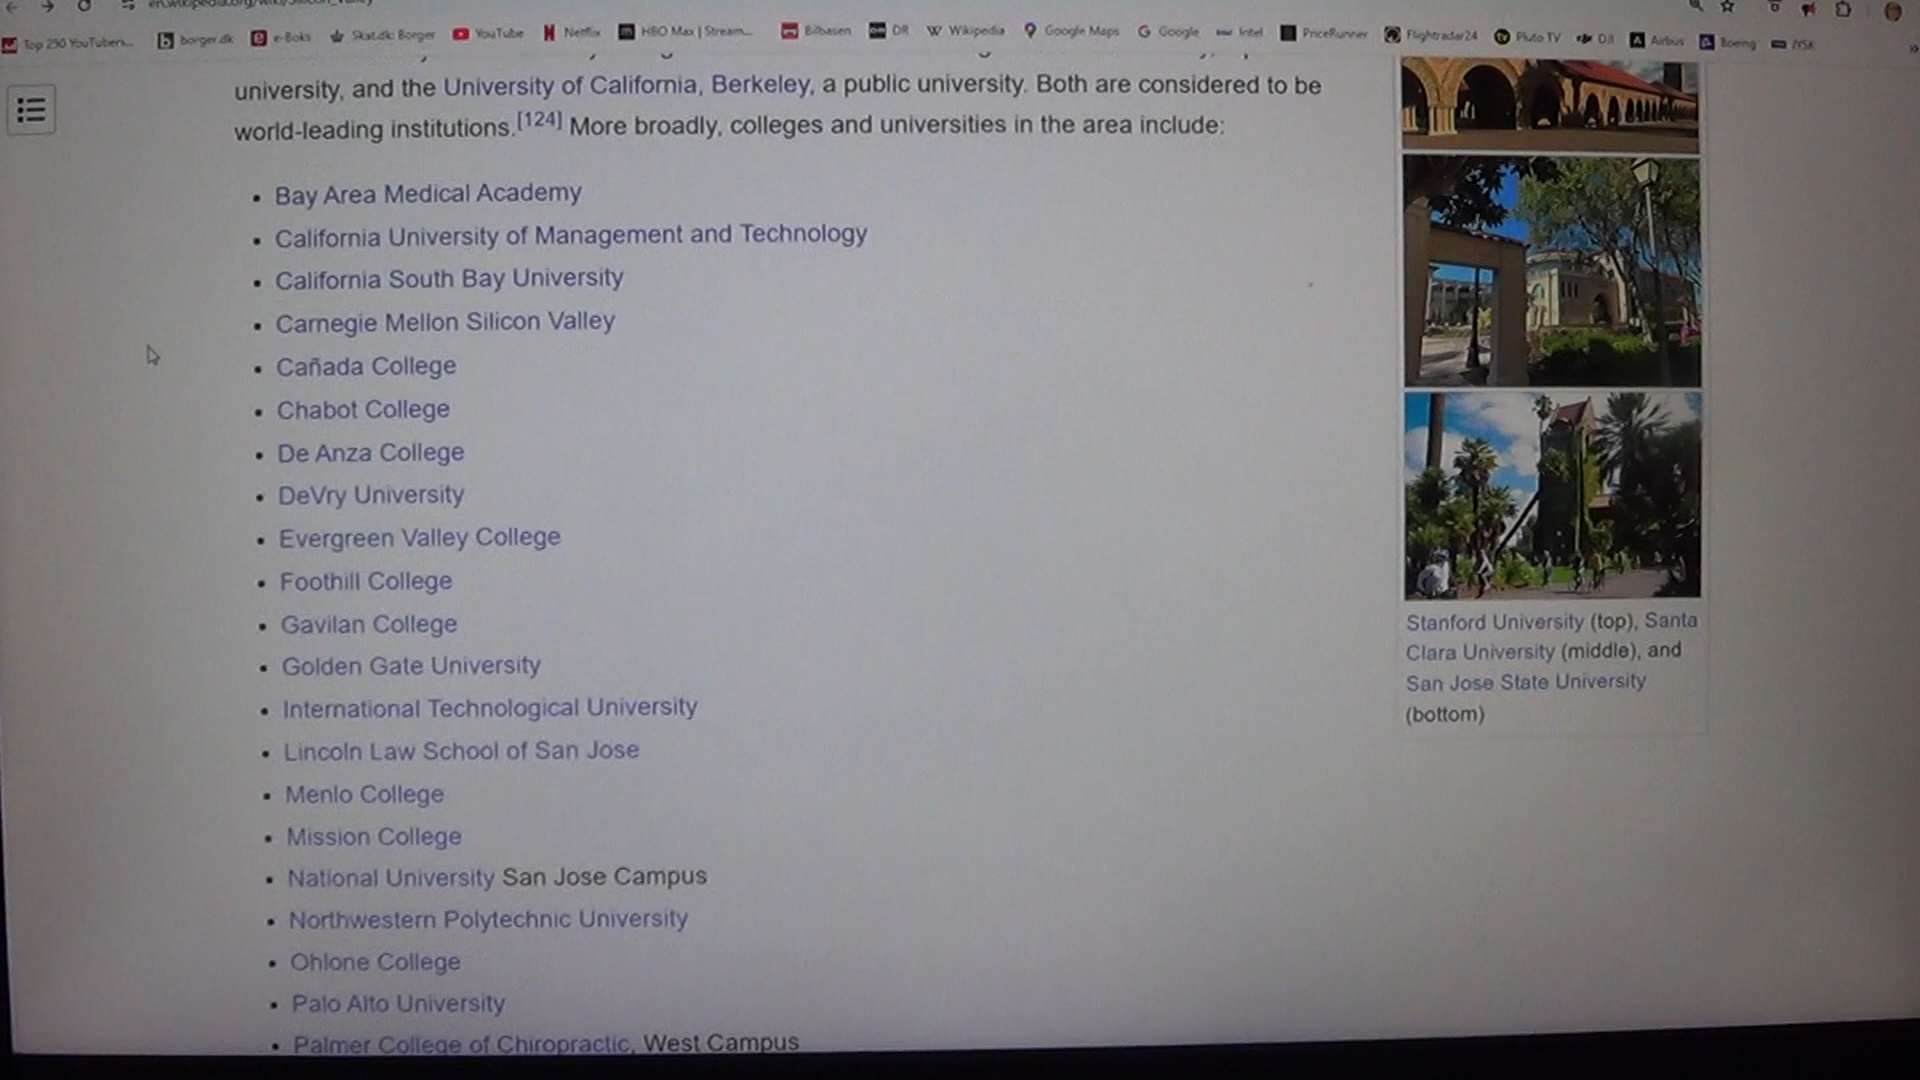 Top 250 YouTubers... borger.dk e-Boks Skat.dk: Borger YouTube Netflix HBO Max | Stream... Bilbasen DR Wikipedia Google Maps Google Intel PriceRunner Flightradar24 Pluto TV DJI Airbus Boeing JYSK
university, and the University of California, Berkeley, a public university. Both are considered to be
world-leading institutions.[124] More broadly, colleges and universities in the area include:
• Bay Area Medical Academy
• California University of Management and Technology
• California South Bay University
• Carnegie Mellon Silicon Valley
• Cañada College
• Chabot College
• De Anza College
• DeVry University
• Evergreen Valley College
• Foothill College
• Gavilan College
• Golden Gate University
• International Technological University
• Lincoln Law School of San Jose
• Menlo College
• Mission College
• National University San Jose Campus
• Northwestern Polytechnic University
• Ohlone College
• Palo Alto University
• Palmer College of Chiropractic, West Campus
Stanford University (top), Santa
Clara University (middle), and
San Jose State University
(bottom)